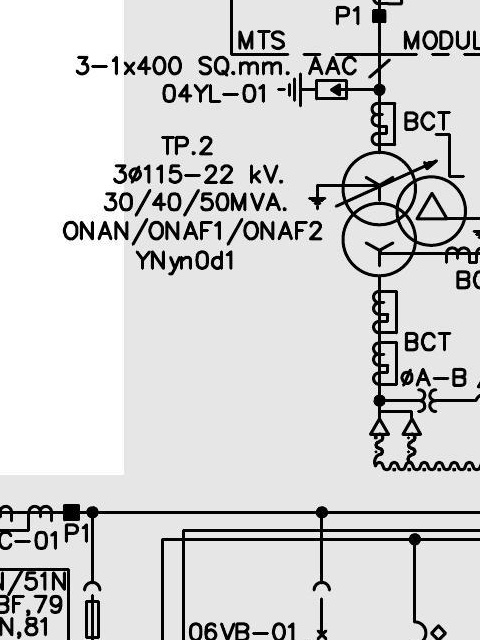 P1
MTS
MODUL
3-1x400 SQ.mm. AAC
04YL-01
BCT
TP.2
3ø115-22 kV.
30/40/50MVA.
ONAN/ONAF1/ONAF2
YNyn0d1
BC
BCT
øA-B
C-01
P1
N/51N
BF,79
N,81
06VB-01